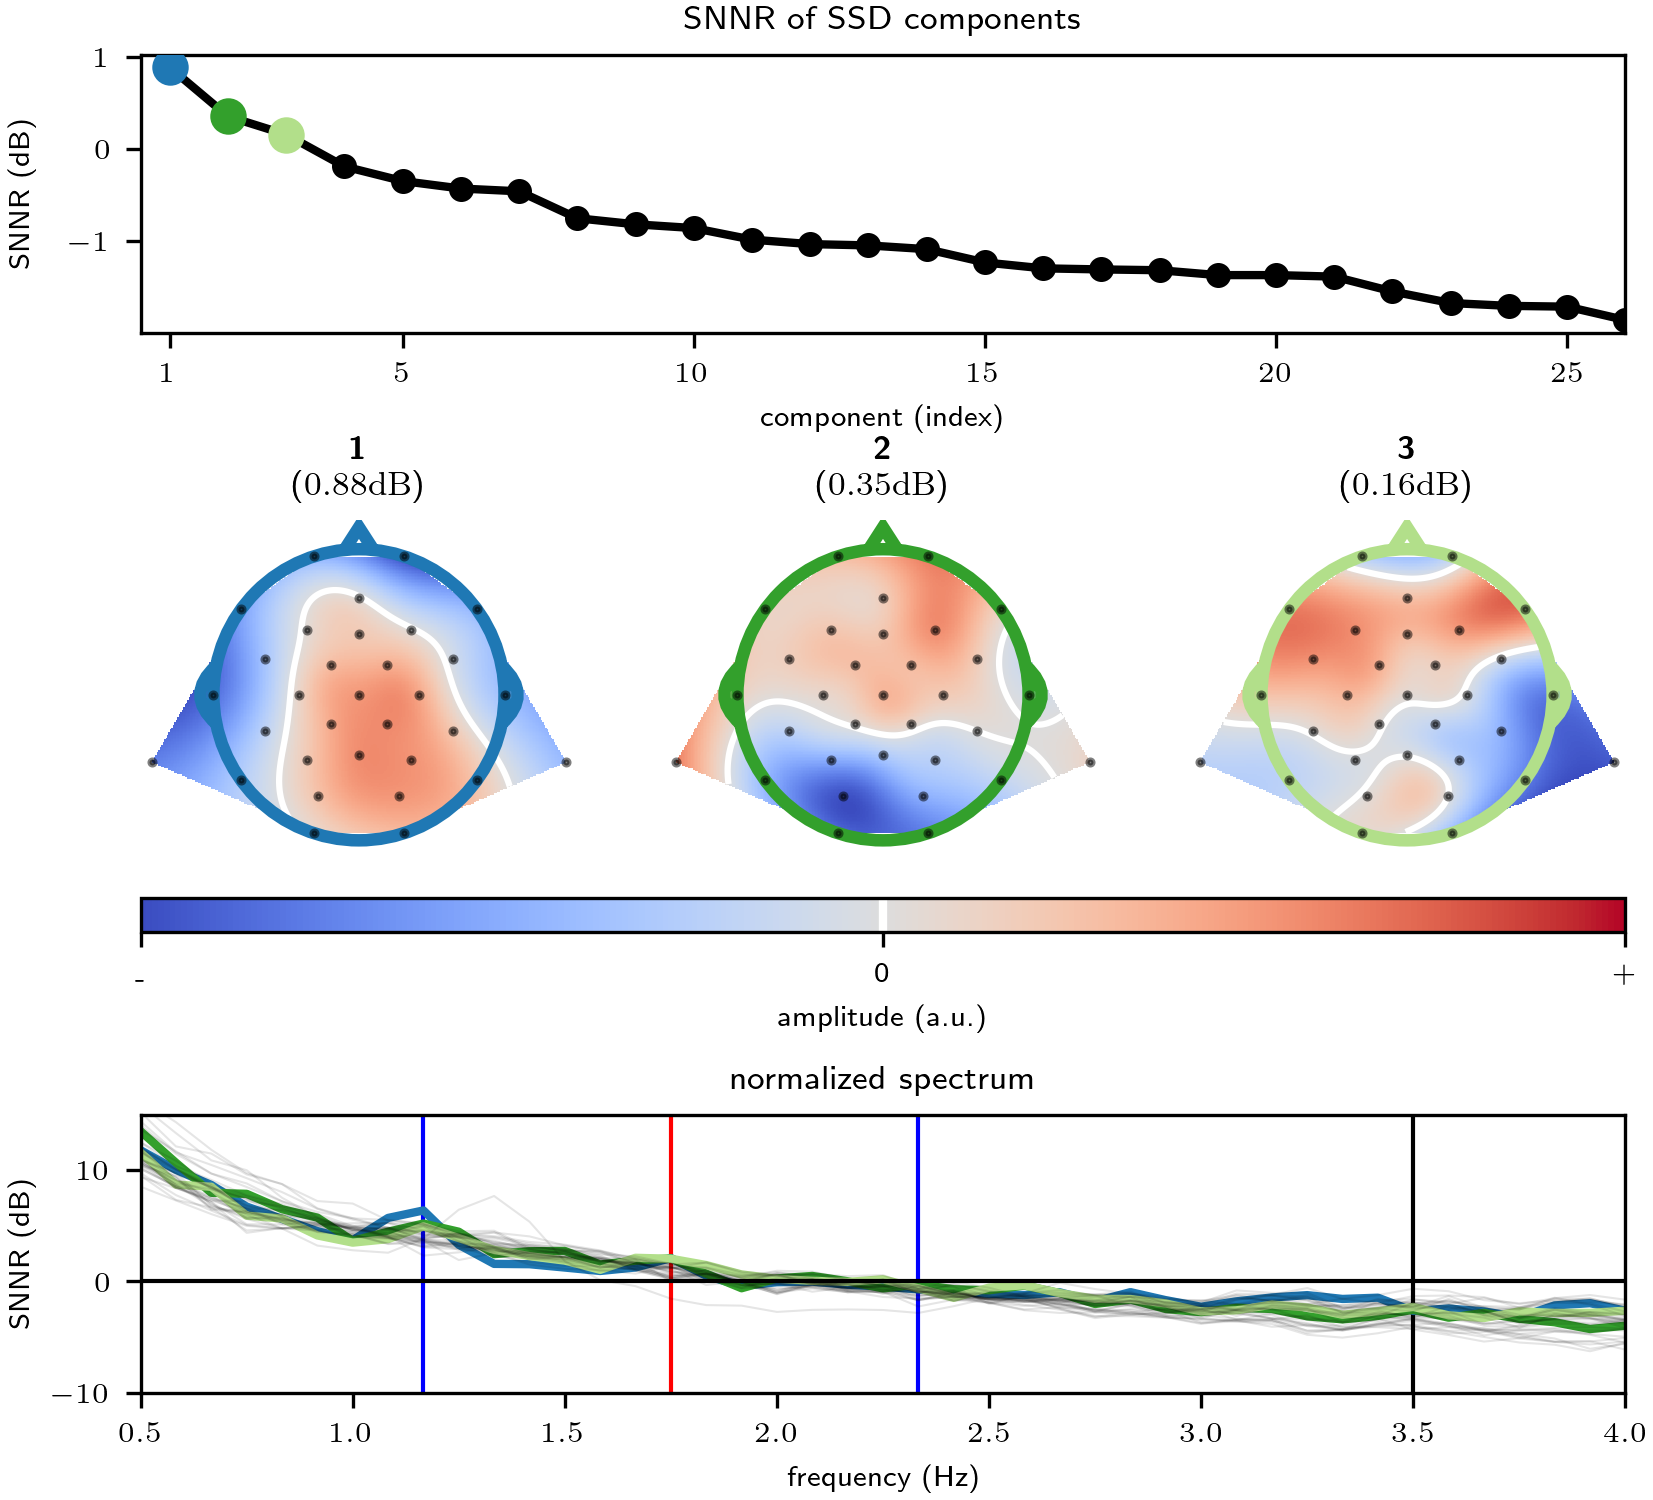 SNNR of SSD components
SNNR (dB)
1
0
−1
1 5 10 15 20 25
component (index)
1 2 3
(0.88dB) (0.35dB) (0.16dB)
- 0 +
amplitude (a.u.)
normalized spectrum
SNNR (dB)
10
0
−10
0.5 1.0 1.5 2.0 2.5 3.0 3.5 4.0
frequency (Hz)